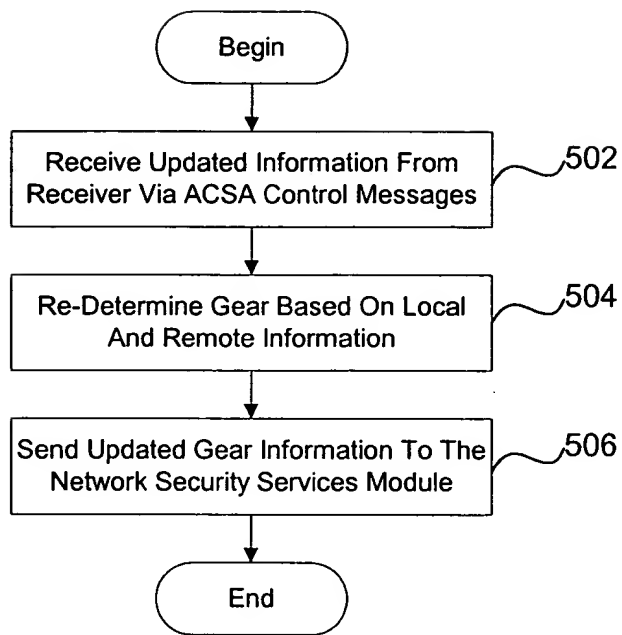 Begin
Receive Updated Information From
Receiver Via ACSA Control Messages
502
Re-Determine Gear Based On Local
And Remote Information
504
Send Updated Gear Information To The
Network Security Services Module
506
End